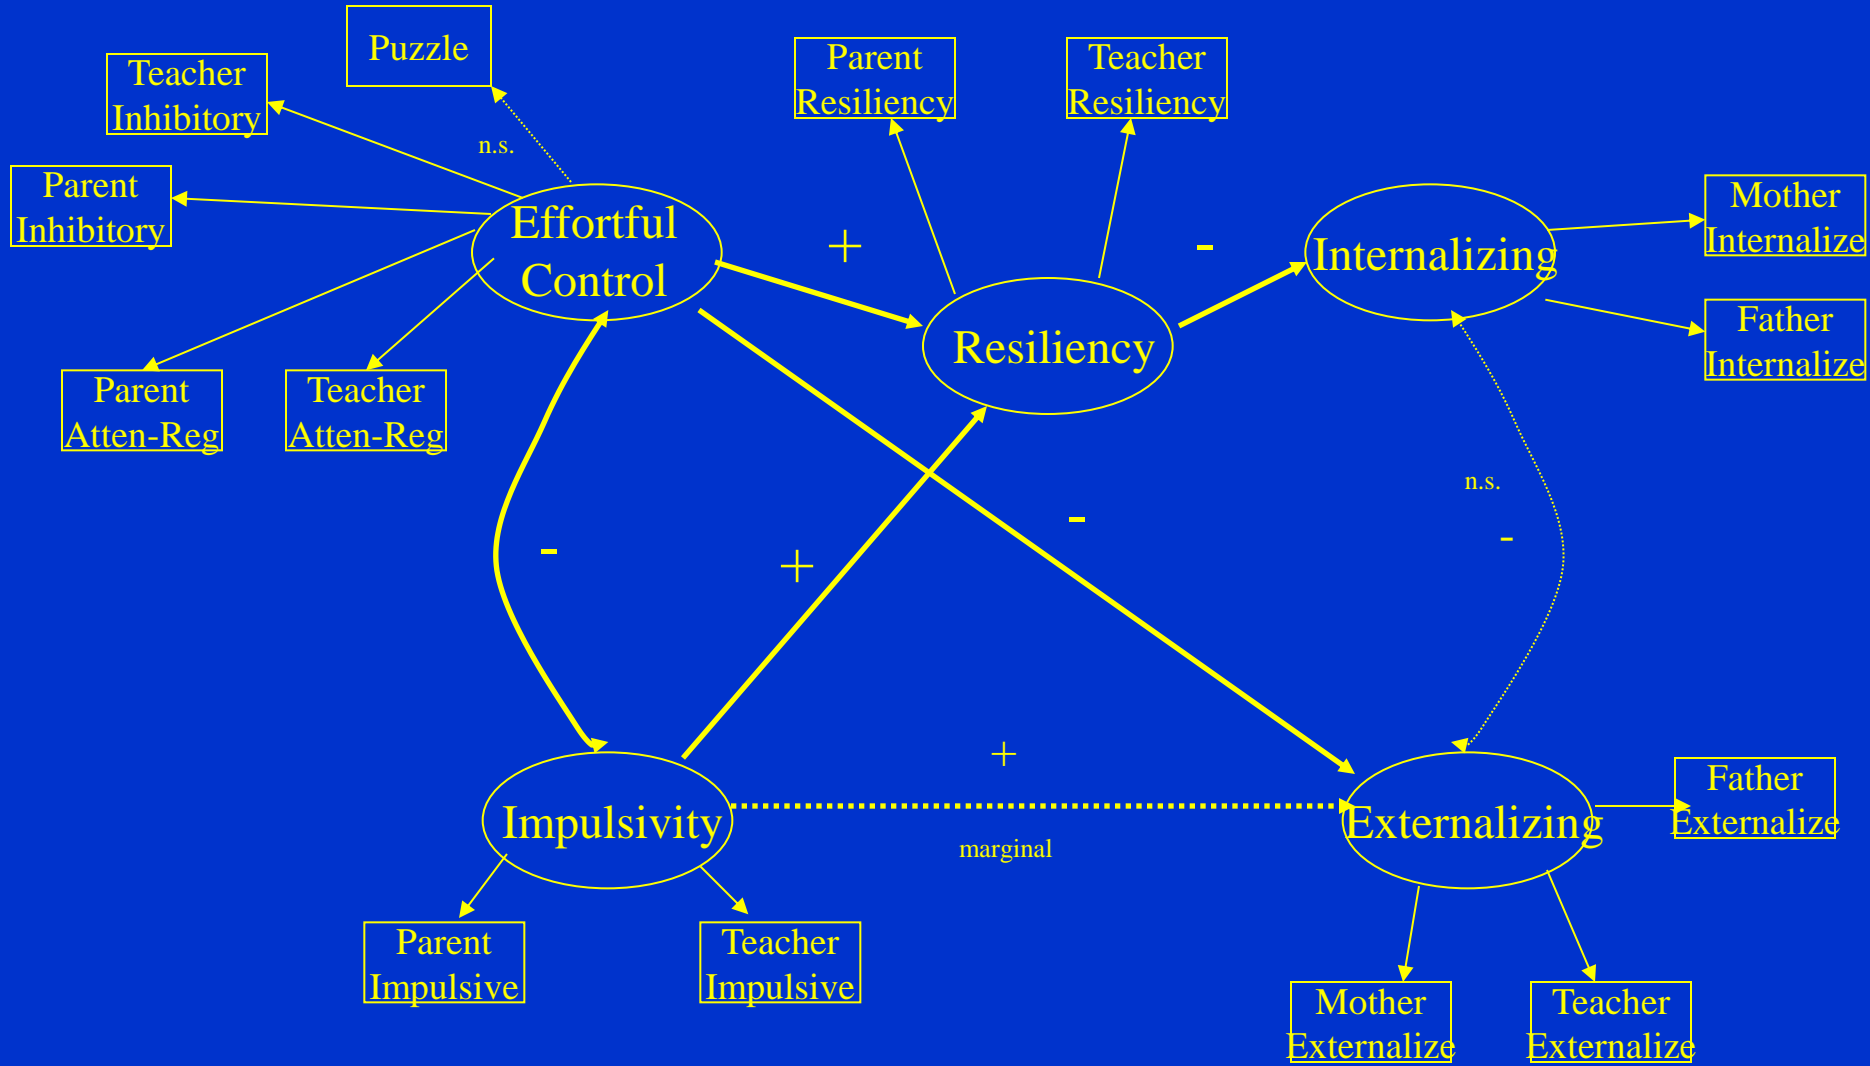 Puzzle
Teacher
Inhibitory
Parent
Resiliency
Teacher
Resiliency
n.s.
Parent
Inhibitory
Effortful
Control
+
-
Internalizing
Mother
Internalize
Resiliency
Father
Internalize
Parent
Atten-Reg
Teacher
Atten-Reg
n.s.
-
-
-
+
+
Impulsivity
marginal
Externalizing
Father
Externalize
Parent
Impulsive
Teacher
Impulsive
Mother
Externalize
Teacher
Externalize